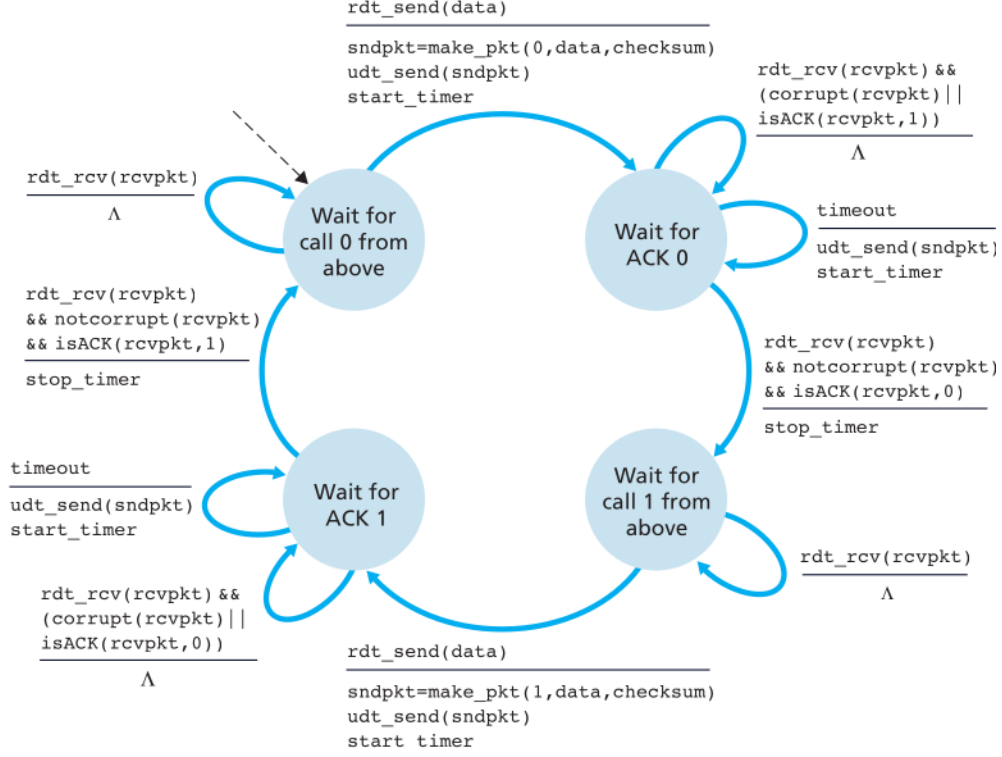 rdt_send(data)
sndpkt=make_pkt(0,data,checksum)
udt_send(sndpkt)
start_timer
rdt_rcv(rcvpkt) &&
(corrupt(rcvpkt)||
isACK(rcvpkt,1))
Λ
rdt_rcv(rcvpkt)
Λ
Wait for
call 0 from
above
Wait for
ACK 0
timeout
udt_send(sndpkt)
start_timer
rdt_rcv(rcvpkt)
&& notcorrupt(rcvpkt)
&& isACK(rcvpkt,1)
stop_timer
rdt_rcv(rcvpkt)
&& notcorrupt(rcvpkt)
&& isACK(rcvpkt,0)
stop_timer
timeout
udt_send(sndpkt)
start_timer
Wait for
ACK 1
Wait for
call 1 from
above
rdt_rcv(rcvpkt)
Λ
rdt_rcv(rcvpkt) &&
(corrupt(rcvpkt)||
isACK(rcvpkt,0))
Λ
rdt_send(data)
sndpkt=make_pkt(1,data,checksum)
udt_send(sndpkt)
start timer